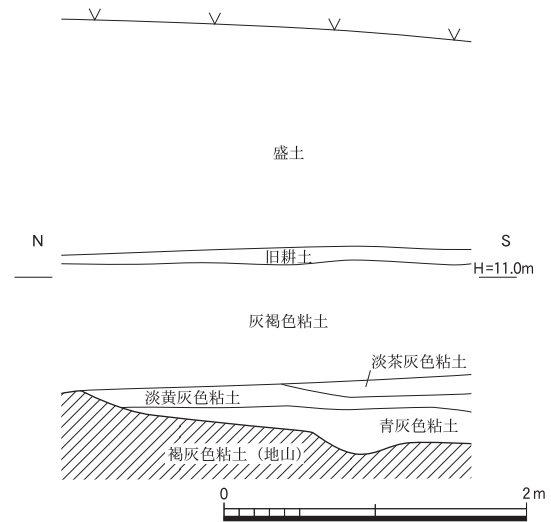 盛土
N
S
旧耕土
H=11.0m
灰褐色粘土
淡茶灰色粘土
淡黄灰色粘土
青灰色粘土
褐灰色粘土（地山）
0
2m